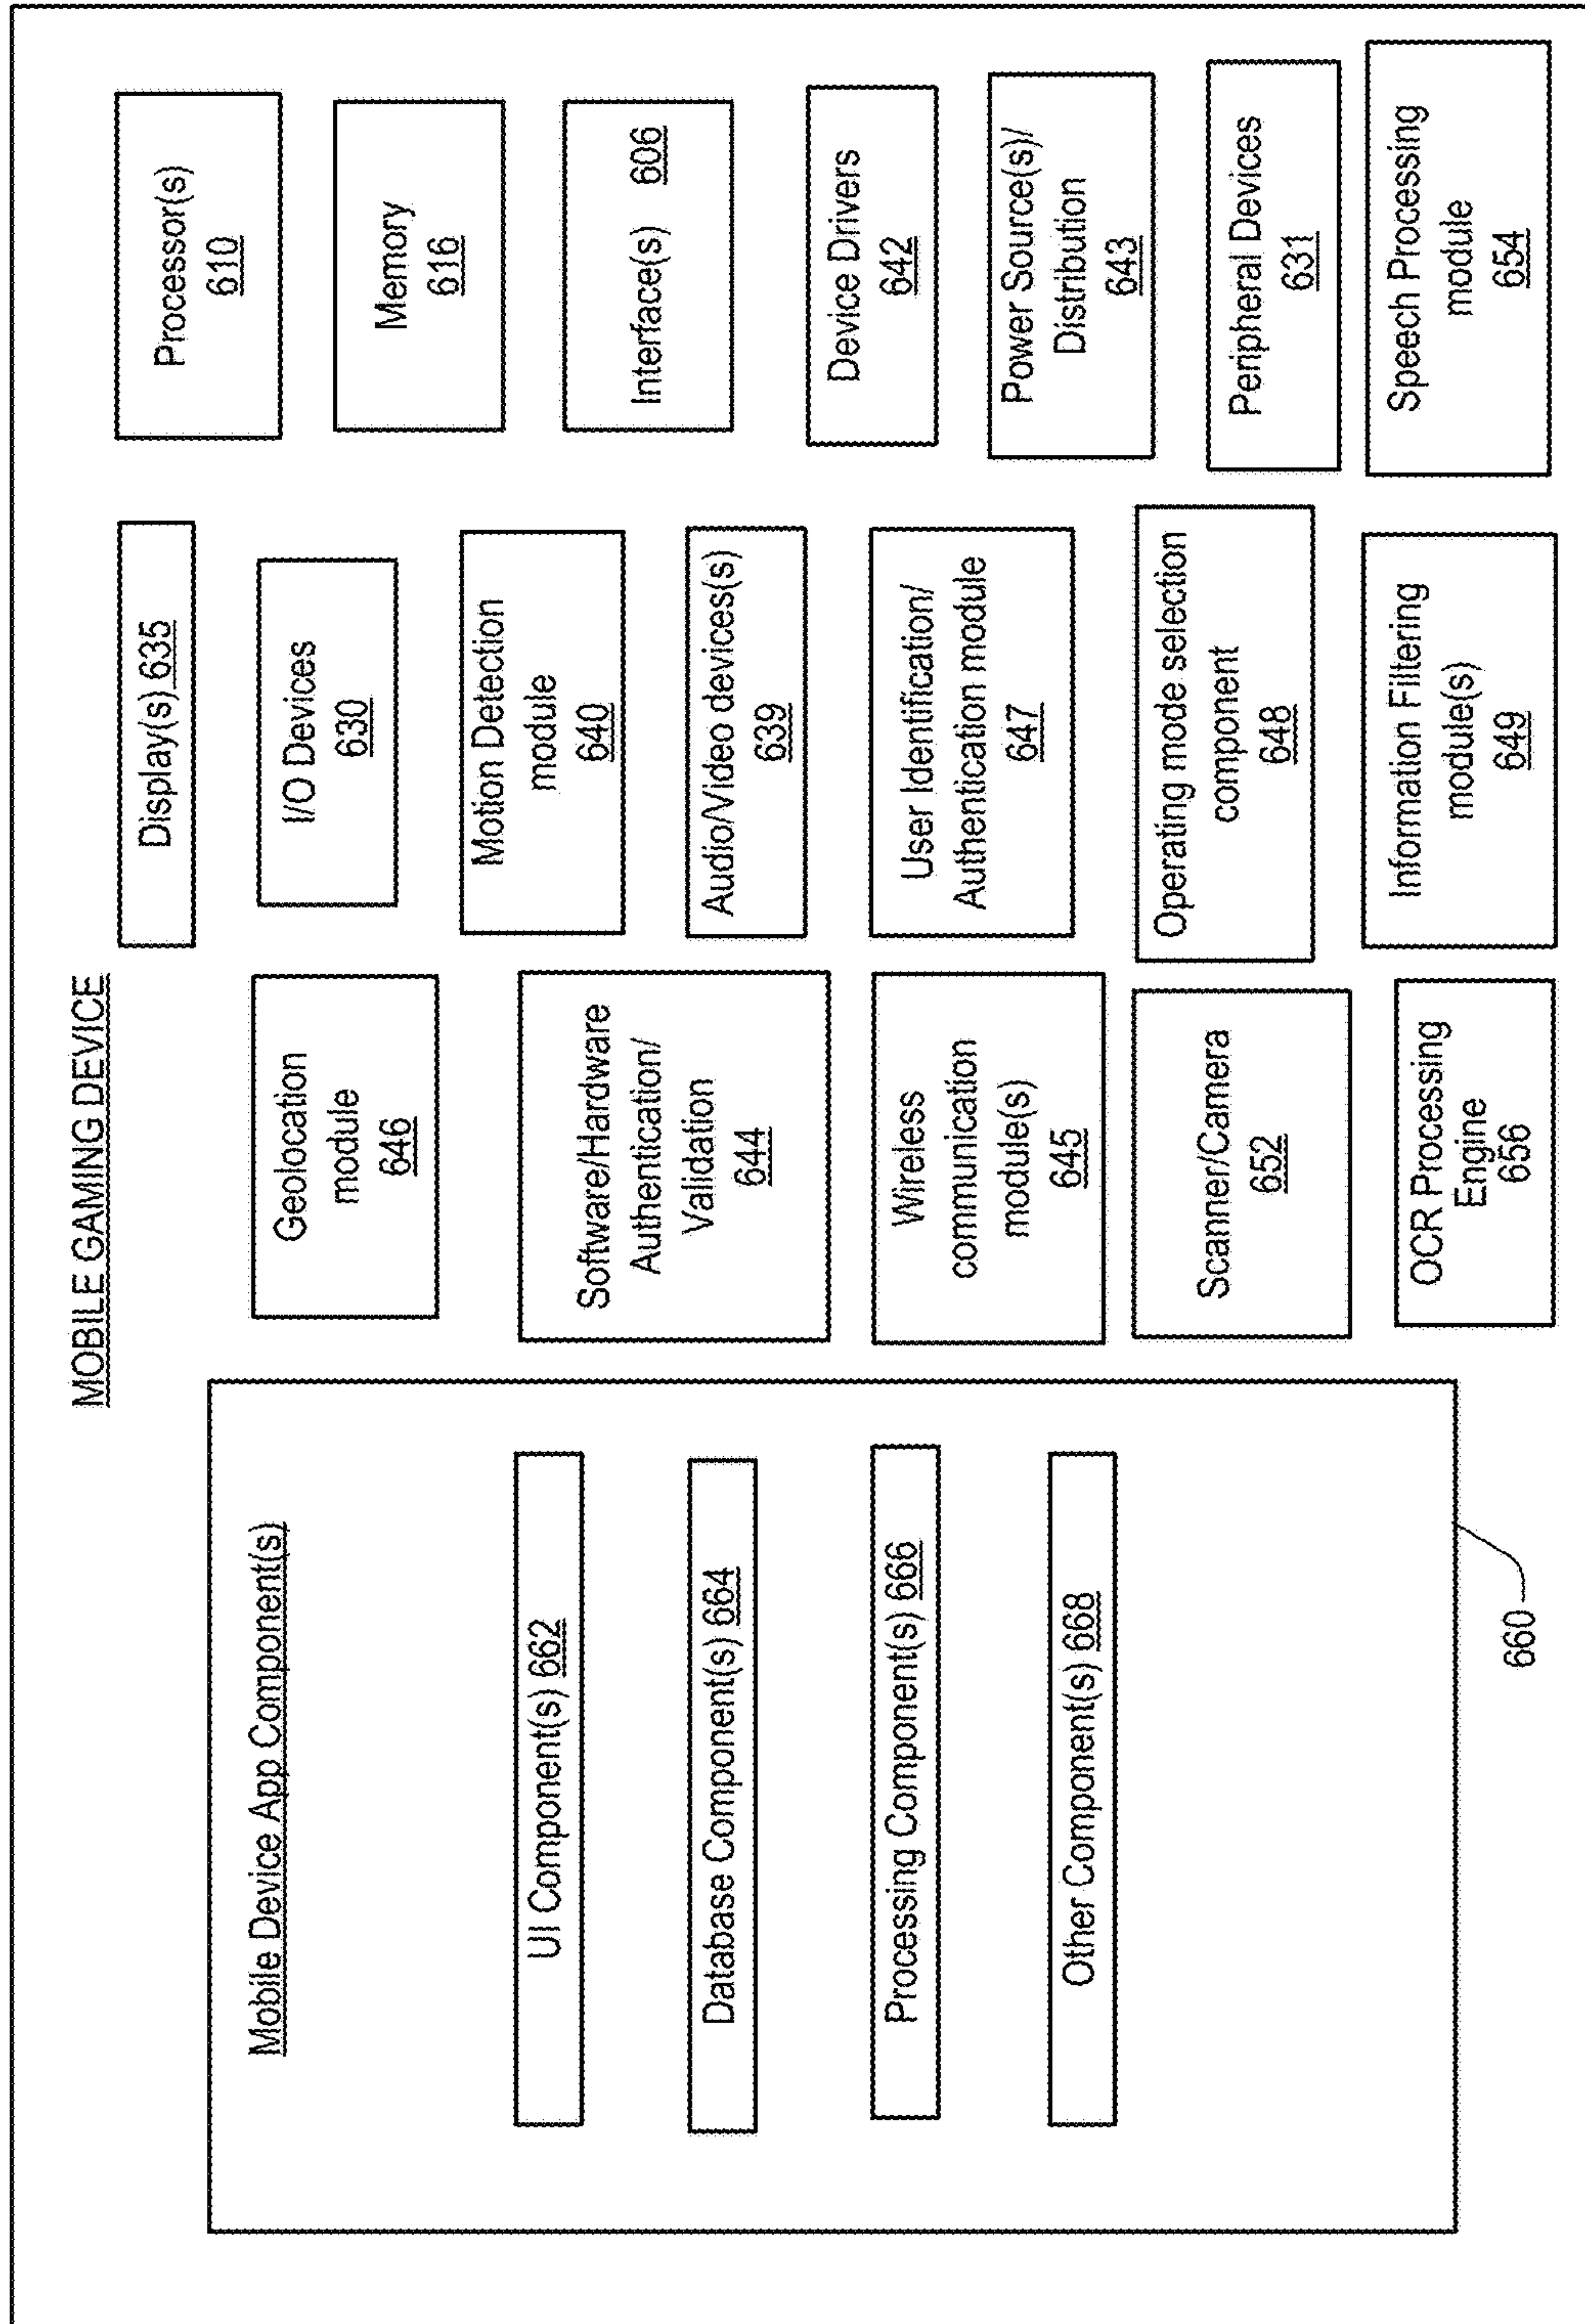 MOBILE GAMING DEVICE
Mobile Device App Component(s)
UI Component(s) 662
Database Component(s) 664
Processing Component(s) 666
Other Component(s) 668
660
Geolocation
module
646
Software/Hardware
Authentication/
Validation
644
Wireless
communication
module(s)
645
Scanner/Camera
652
OCR Processing
Engine
656
Display(s) 635
I/O Devices
630
Motion Detection
module
640
Audio/Video devices(s)
639
User Identification/
Authentication module
647
Operating mode selection
component
648
Information Filtering
module(s)
649
Processor(s)
610
Memory
616
Interface(s) 606
Device Drivers
642
Power Source(s)/
Distribution
643
Peripheral Devices
631
Speech Processing
module
654